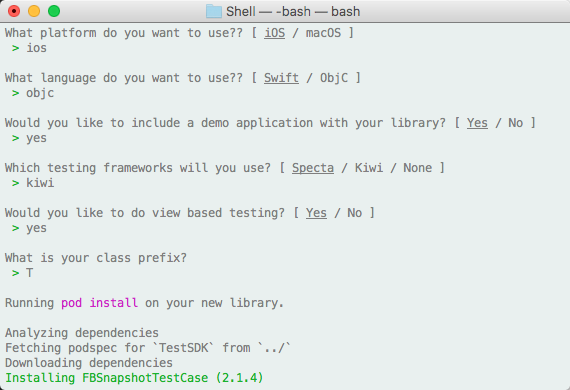 Shell — -bash — bash
What platform do you want to use?? [ iOS / macOS ]
> ios
What language do you want to use?? [ Swift / ObjC ]
> objc
Would you like to include a demo application with your library? [ Yes / No ]
> yes
Which testing frameworks will you use? [ Specta / Kiwi / None ]
> kiwi
Would you like to do view based testing? [ Yes / No ]
> yes
What is your class prefix?
> T
Running pod install on your new library.
Analyzing dependencies
Fetching podspec for `TestSDK` from `../`
Downloading dependencies
Installing FBSnapshotTestCase (2.1.4)